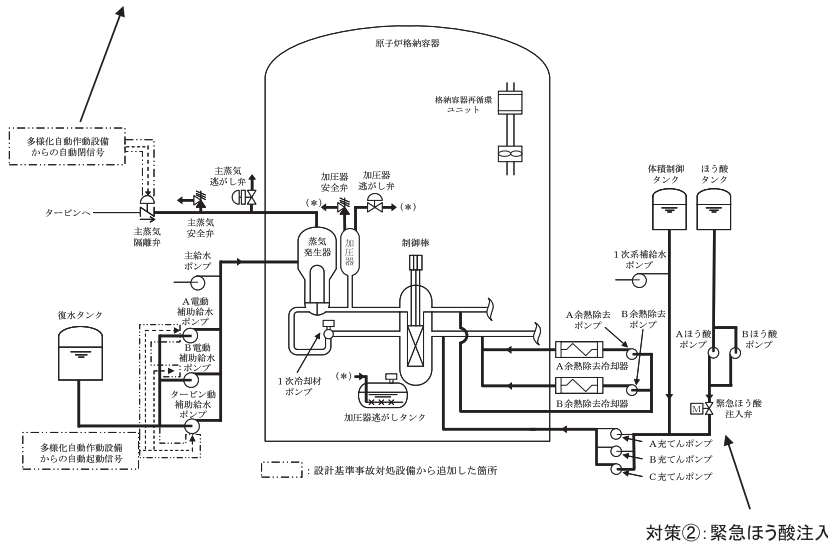 原子炉格納容器
格納容器再循環
ユニット
多様化自動作動設備
からの自動閉信号
主蒸気
逃がし弁
加圧器
安全弁
加圧器
逃がし弁
(*)
(*)
体積制御
タンク
ほう酸
タンク
タービンへ
主蒸気
隔離弁
主蒸気
安全弁
蒸気
発生器
加圧器
制御棒
主給水
ポンプ
1次系補給水
ポンプ
復水タンク
A電動
補助給水
ポンプ
B電動
補助給水
ポンプ
タービン動
補助給水
ポンプ
A余熱除去
ポンプ
B余熱除去
ポンプ
Aほう酸
ポンプ
Bほう酸
ポンプ
A余熱除去冷却器
B余熱除去冷却器
1次冷却材
ポンプ
(*)
加圧器逃がしタンク
M
緊急ほう酸
注入弁
多様化自動作動設備
からの自動起動信号
A充てんポンプ
B充てんポンプ
C充てんポンプ
:設計基準事故対処設備から追加した箇所
対策②:緊急ほう酸注入